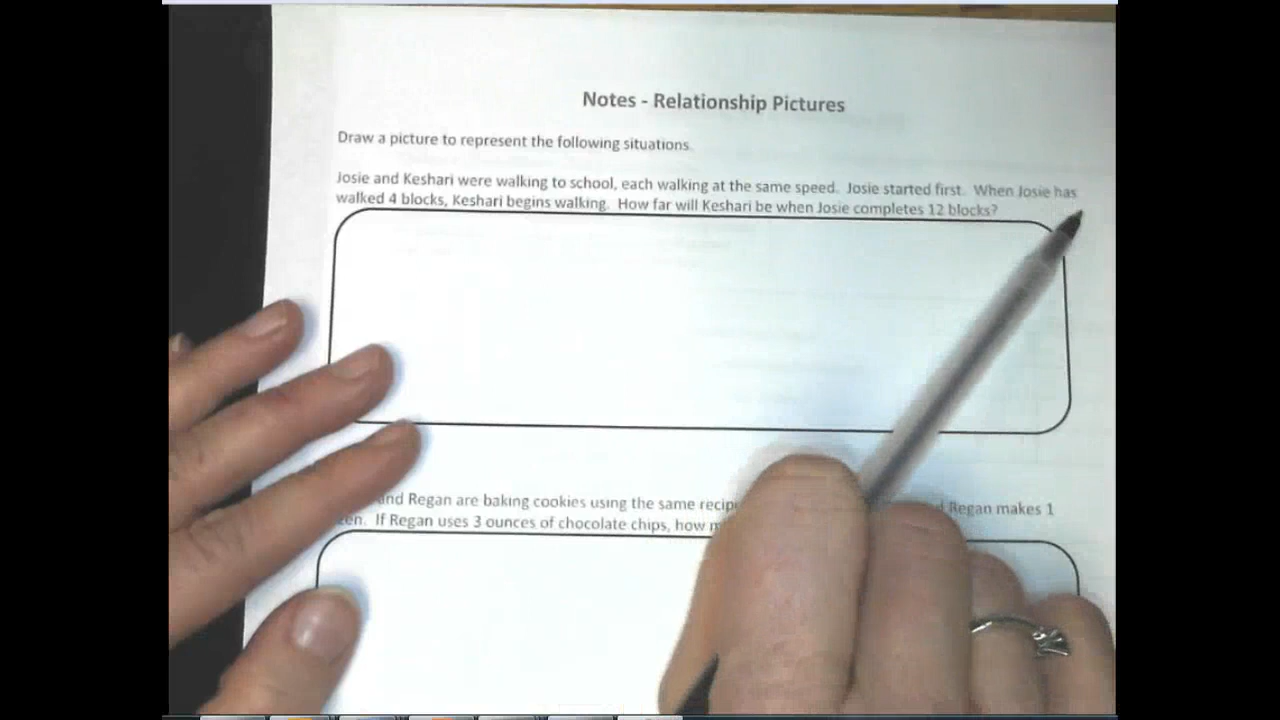 Notes - Relationship Pictures
Draw a picture to represent the following situations.
Josie and Keshari were walking to school, each walking at the same speed. Josie started first. When Josie has
walked 4 blocks, Keshari begins walking. How far will Keshari be when Josie completes 12 blocks?
and Regan are baking cookies using the same Regan makes 1
If Regan uses 3 ounces of chocolate chips, how